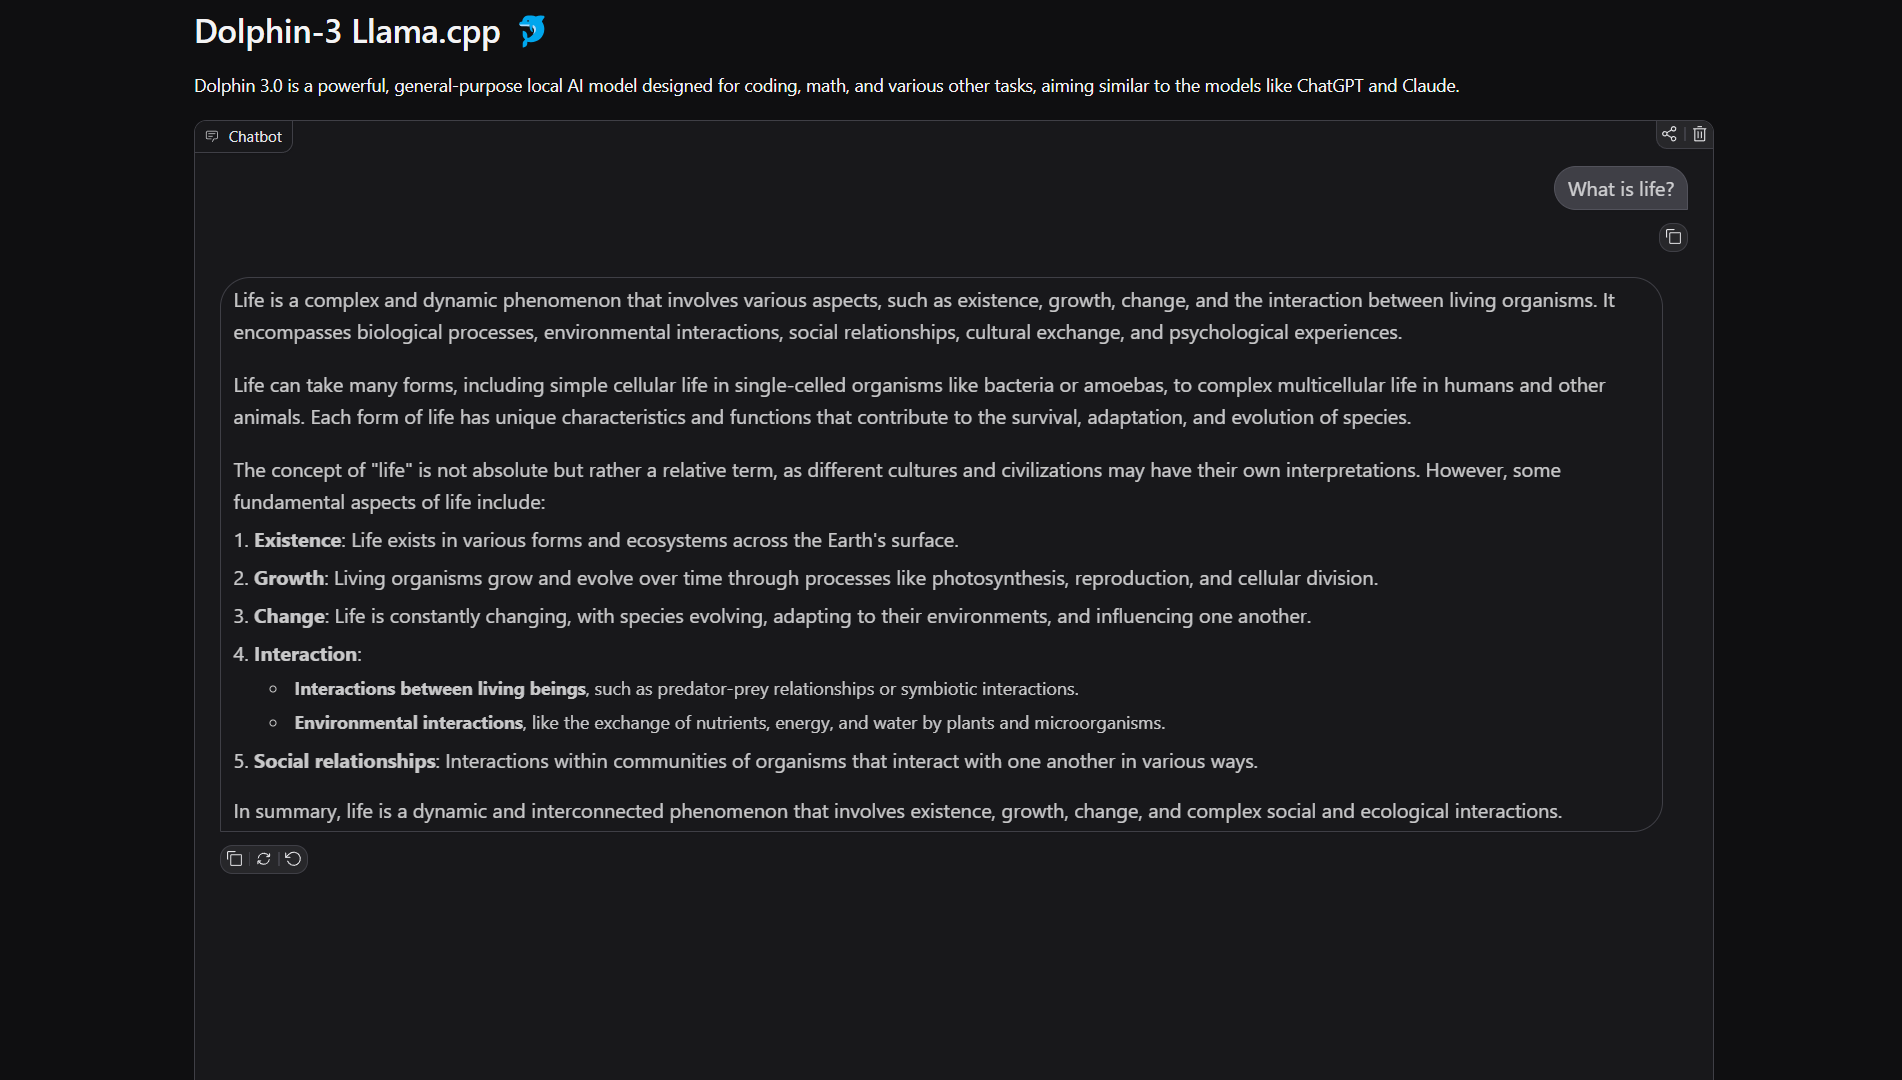 Dolphin-3 Llama.cpp 🐬
Dolphin 3.0 is a powerful, general-purpose local AI model designed for coding, math, and various other tasks, aiming similar to the models like ChatGPT and Claude.
Chatbot
What is life?
Life is a complex and dynamic phenomenon that involves various aspects, such as existence, growth, change, and the interaction between living organisms. It
encompasses biological processes, environmental interactions, social relationships, cultural exchange, and psychological experiences.
Life can take many forms, including simple cellular life in single-celled organisms like bacteria or amoebas, to complex multicellular life in humans and other
animals. Each form of life has unique characteristics and functions that contribute to the survival, adaptation, and evolution of species.
The concept of "life" is not absolute but rather a relative term, as different cultures and civilizations may have their own interpretations. However, some
fundamental aspects of life include:
1. Existence: Life exists in various forms and ecosystems across the Earth's surface.
2. Growth: Living organisms grow and evolve over time through processes like photosynthesis, reproduction, and cellular division.
3. Change: Life is constantly changing, with species evolving, adapting to their environments, and influencing one another.
4. Interaction:
◦ Interactions between living beings, such as predator-prey relationships or symbiotic interactions.
◦ Environmental interactions, like the exchange of nutrients, energy, and water by plants and microorganisms.
5. Social relationships: Interactions within communities of organisms that interact with one another in various ways.
In summary, life is a dynamic and interconnected phenomenon that involves existence, growth, change, and complex social and ecological interactions.